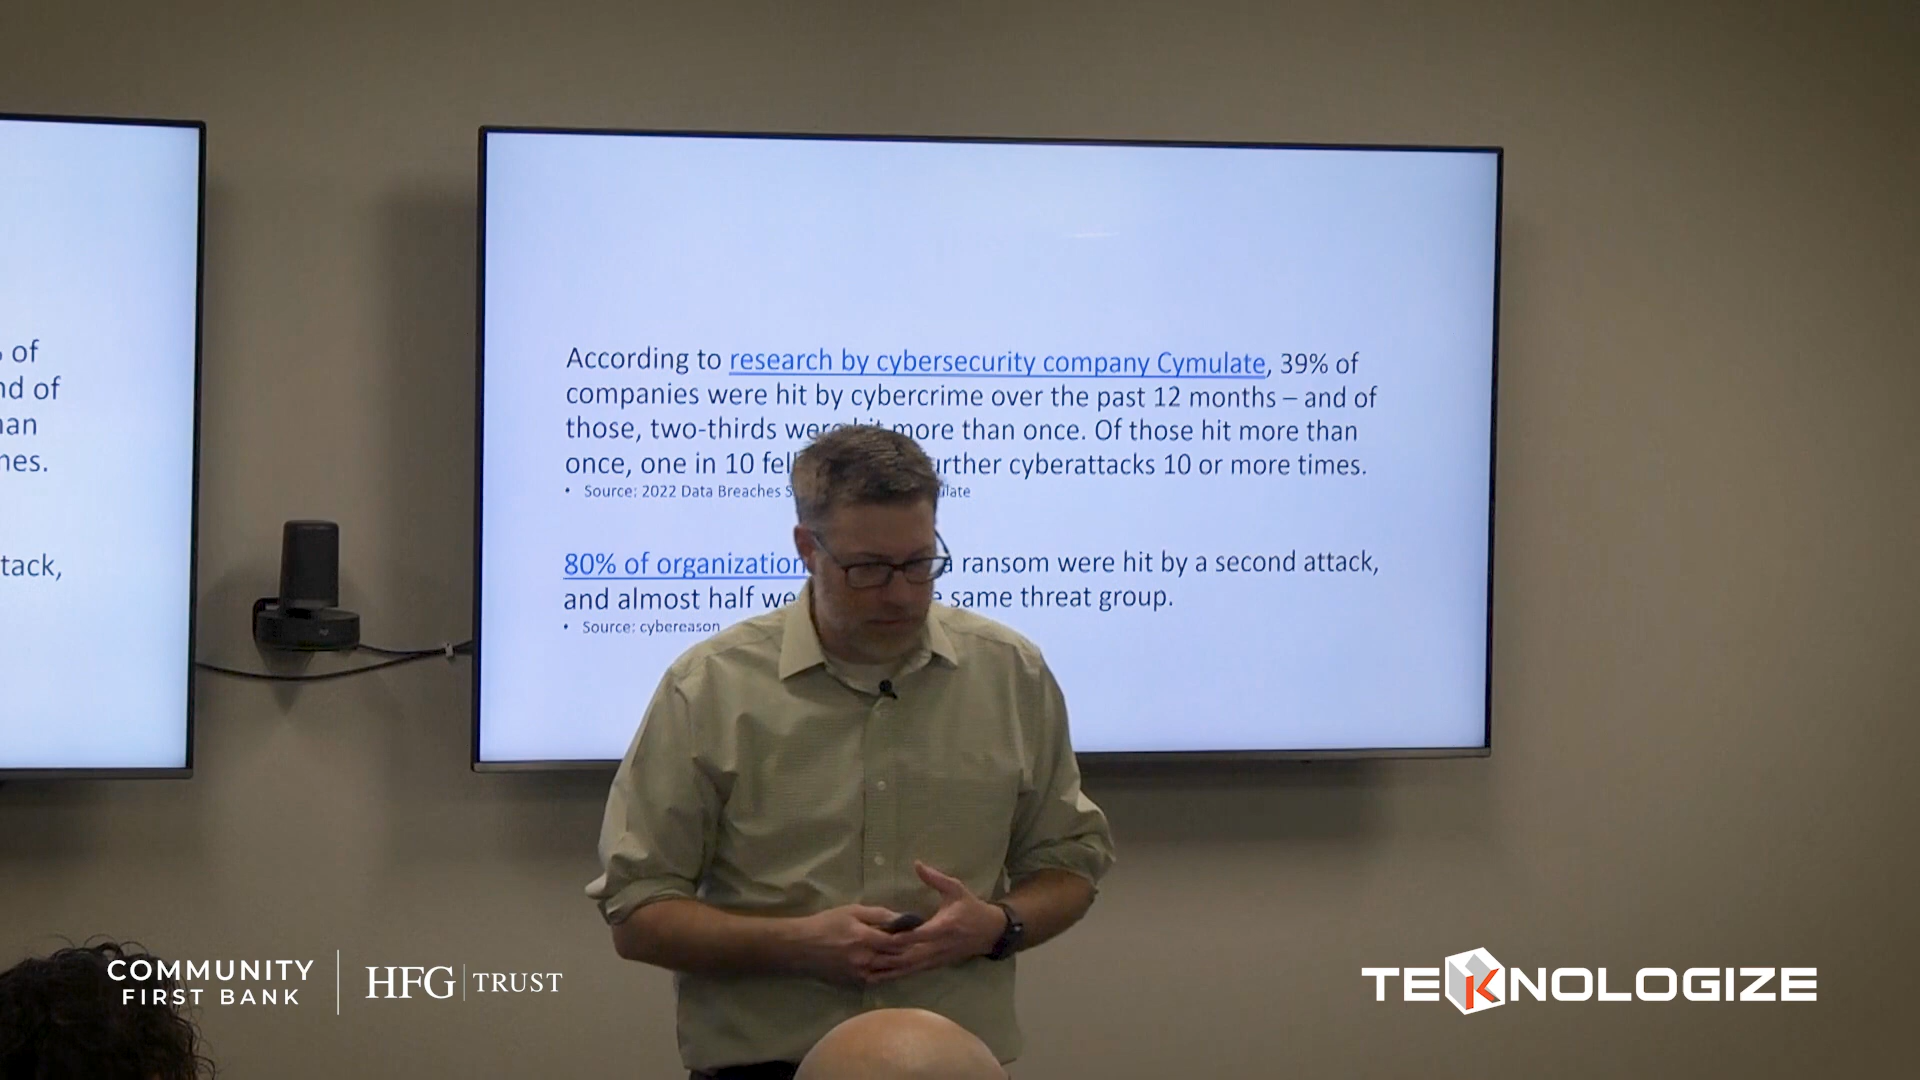 of
nd of
an
nes.
tack,
According to research by cybersecurity company Cymulate, 39% of
companies were hit by cybercrime over the past 12 months – and of
those, two-thirds were hit more than once. Of those hit more than
once, one in 10 fell urther cyberattacks 10 or more times.
• Source: 2022 Data Breaches S ulate
80% of organization a ransom were hit by a second attack,
and almost half we e same threat group.
• Source: cybereason
COMMUNITY
FIRST BANK
HFG TRUST
TEKNOLOGIZE